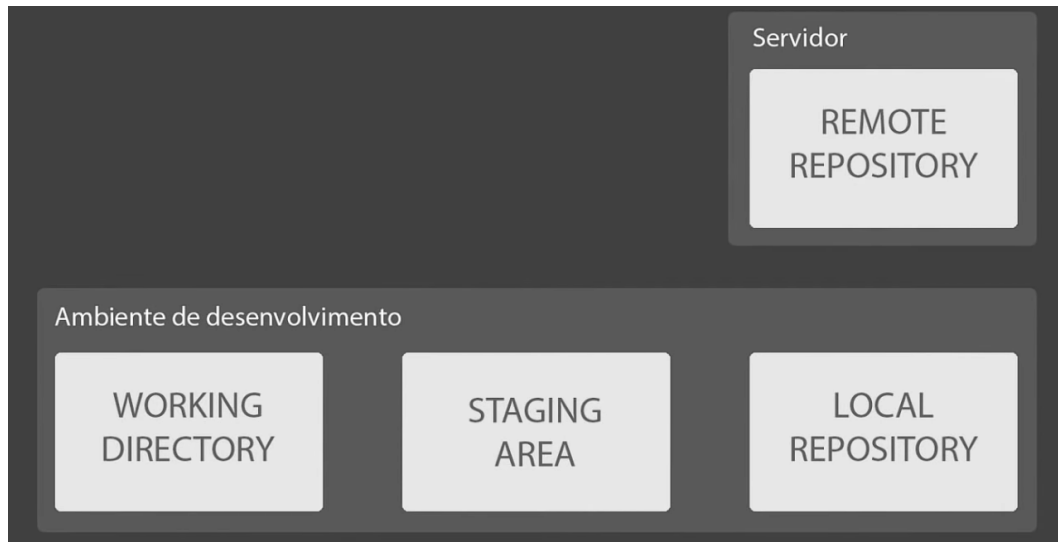 Servidor
REMOTE
REPOSITORY
Ambiente de desenvolvimento
WORKING
DIRECTORY
STAGING
AREA
LOCAL
REPOSITORY